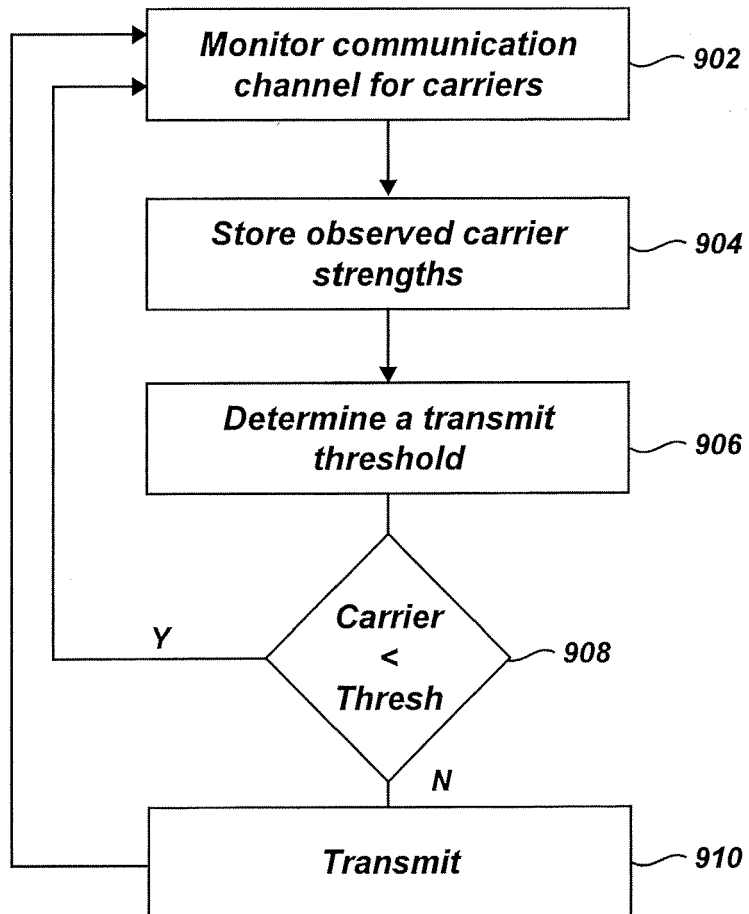 Monitor communication
channel for carriers
902
Store observed carrier
strengths
904
Determine a transmit
threshold
906
Carrier
<
Thresh
908
Y
N
Transmit
910